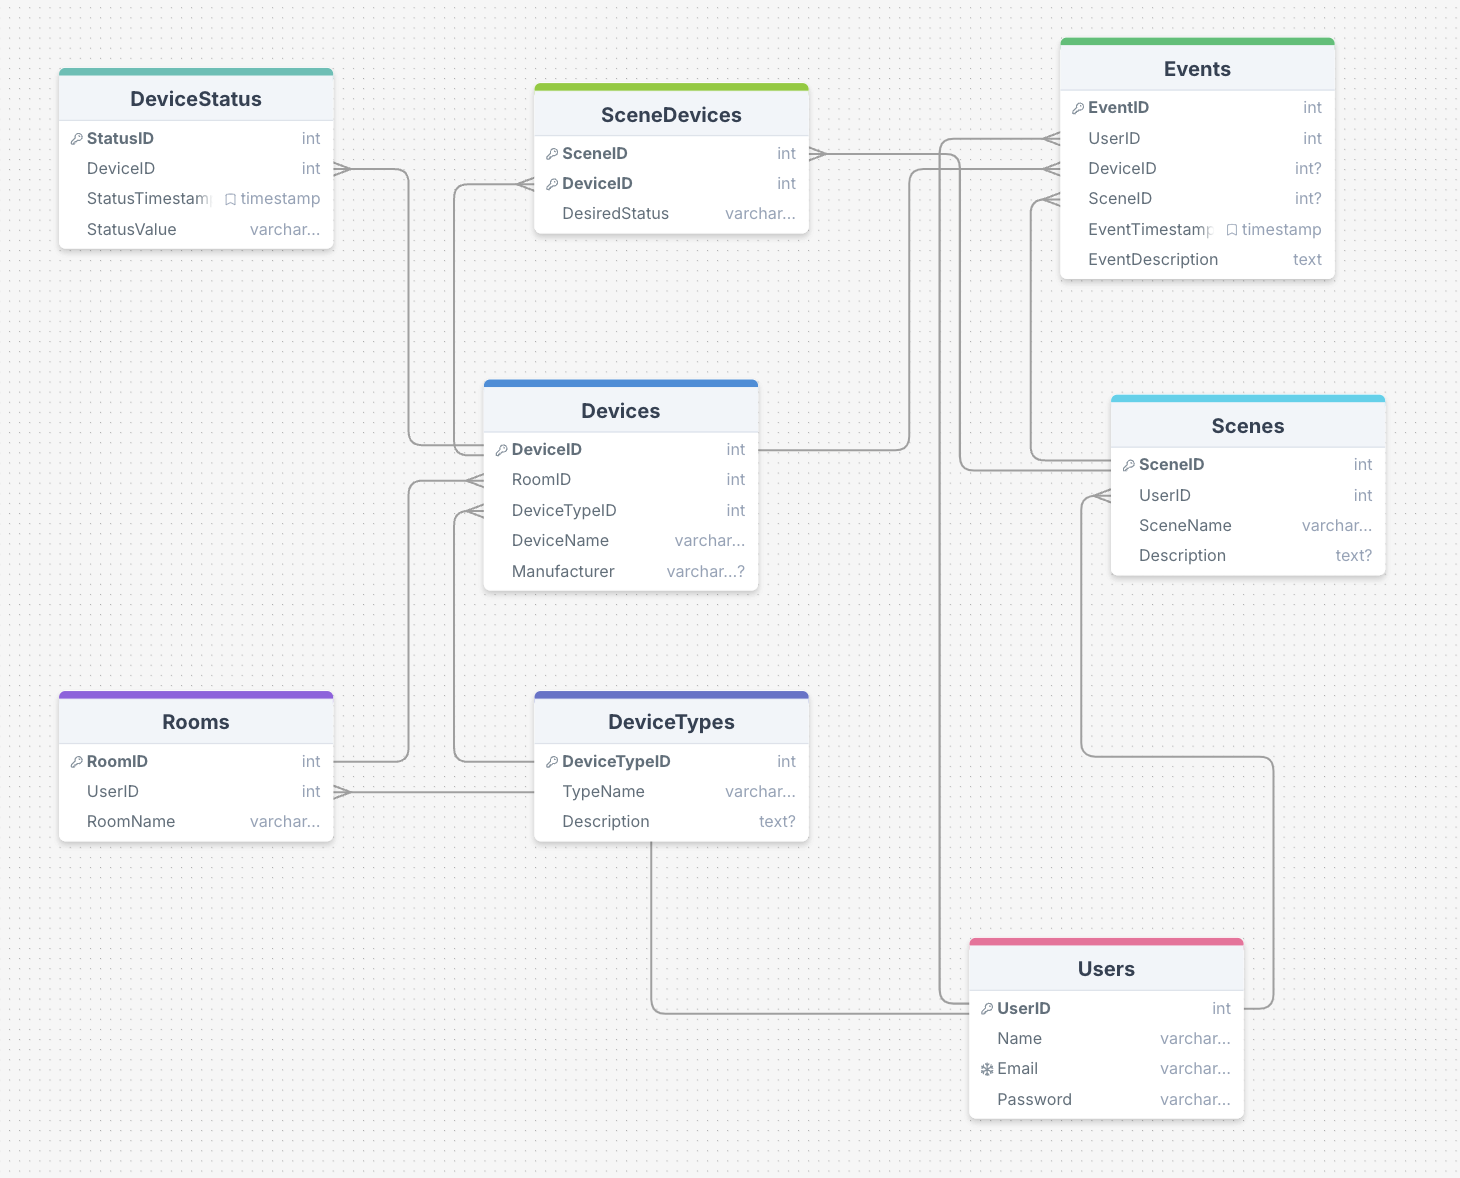 DeviceStatus
StatusID int
DeviceID int
StatusTimestam timestamp
StatusValue varchar...
SceneDevices
SceneID int
DeviceID int
DesiredStatus varchar...
Events
EventID int
UserID int
DeviceID int?
SceneID int?
EventTimestamp timestamp
EventDescription text
Devices
DeviceID int
RoomID int
DeviceTypeID int
DeviceName varchar...
Manufacturer varchar...?
Scenes
SceneID int
UserID int
SceneName varchar...
Description text?
Rooms
RoomID int
UserID int
RoomName varchar...
DeviceTypes
DeviceTypeID int
TypeName varchar...
Description text?
Users
UserID int
Name varchar...
Email varchar...
Password varchar...